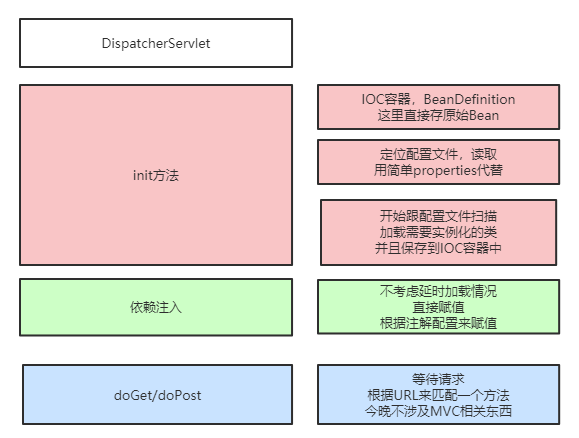 DispatcherServlet
init方法
IOC容器，BeanDefinition
这里直接存原始Bean
定位配置文件，读取
用简单properties代替
开始跟配置文件扫描
加载需要实例化的类
并且保存到IOC容器中
依赖注入
不考虑延时加载情况
直接赋值
根据注解配置来赋值
doGet/doPost
等待请求
根据URL来匹配一个方法
今晚不涉及MVC相关东西